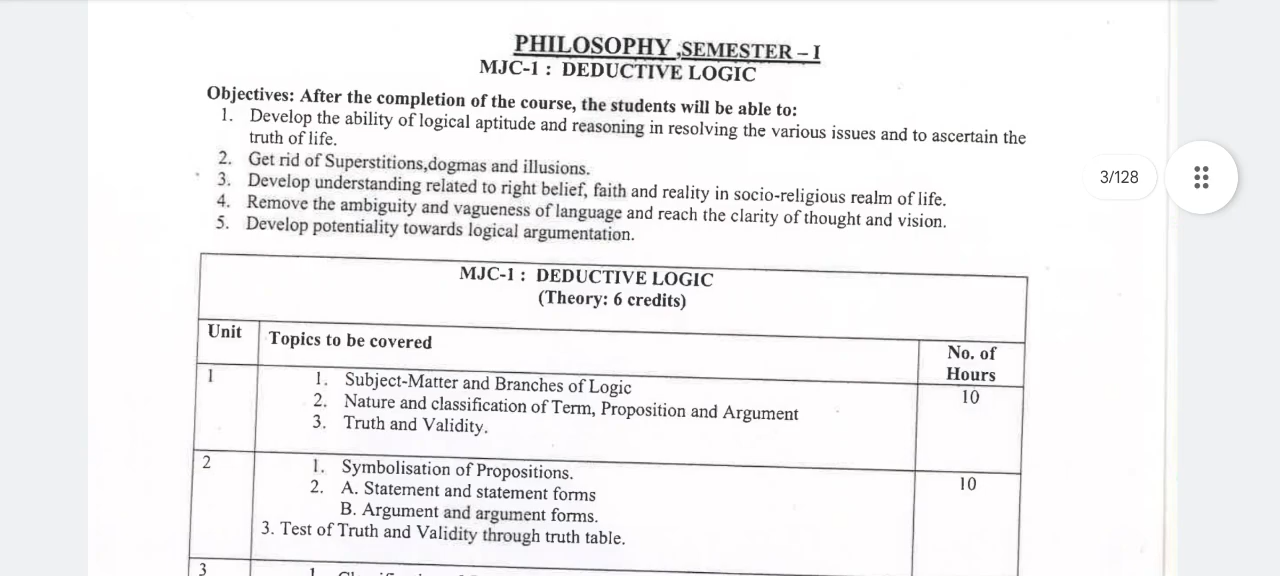 PHILOSOPHY ,SEMESTER – I
MJC-1 : DEDUCTIVE LOGIC
Objectives: After the completion of the course, the students will be able to:
1. Develop the ability of logical aptitude and reasoning in resolving the various issues and to ascertain the
truth of life.
2. Get rid of Superstitions,dogmas and illusions.
3. Develop understanding related to right belief, faith and reality in socio-religious realm of life.
4. Remove the ambiguity and vagueness of language and reach the clarity of thought and vision.
5. Develop potentiality towards logical argumentation.
3/128
MJC-1 : DEDUCTIVE LOGIC
(Theory: 6 credits)
Unit
Topics to be covered
No. of
Hours
1
1. Subject-Matter and Branches of Logic
2. Nature and classification of Term, Proposition and Argument
3. Truth and Validity.
10
2
1. Symbolisation of Propositions.
2. A. Statement and statement forms
B. Argument and argument forms.
3. Test of Truth and Validity through truth table.
10
3
1.